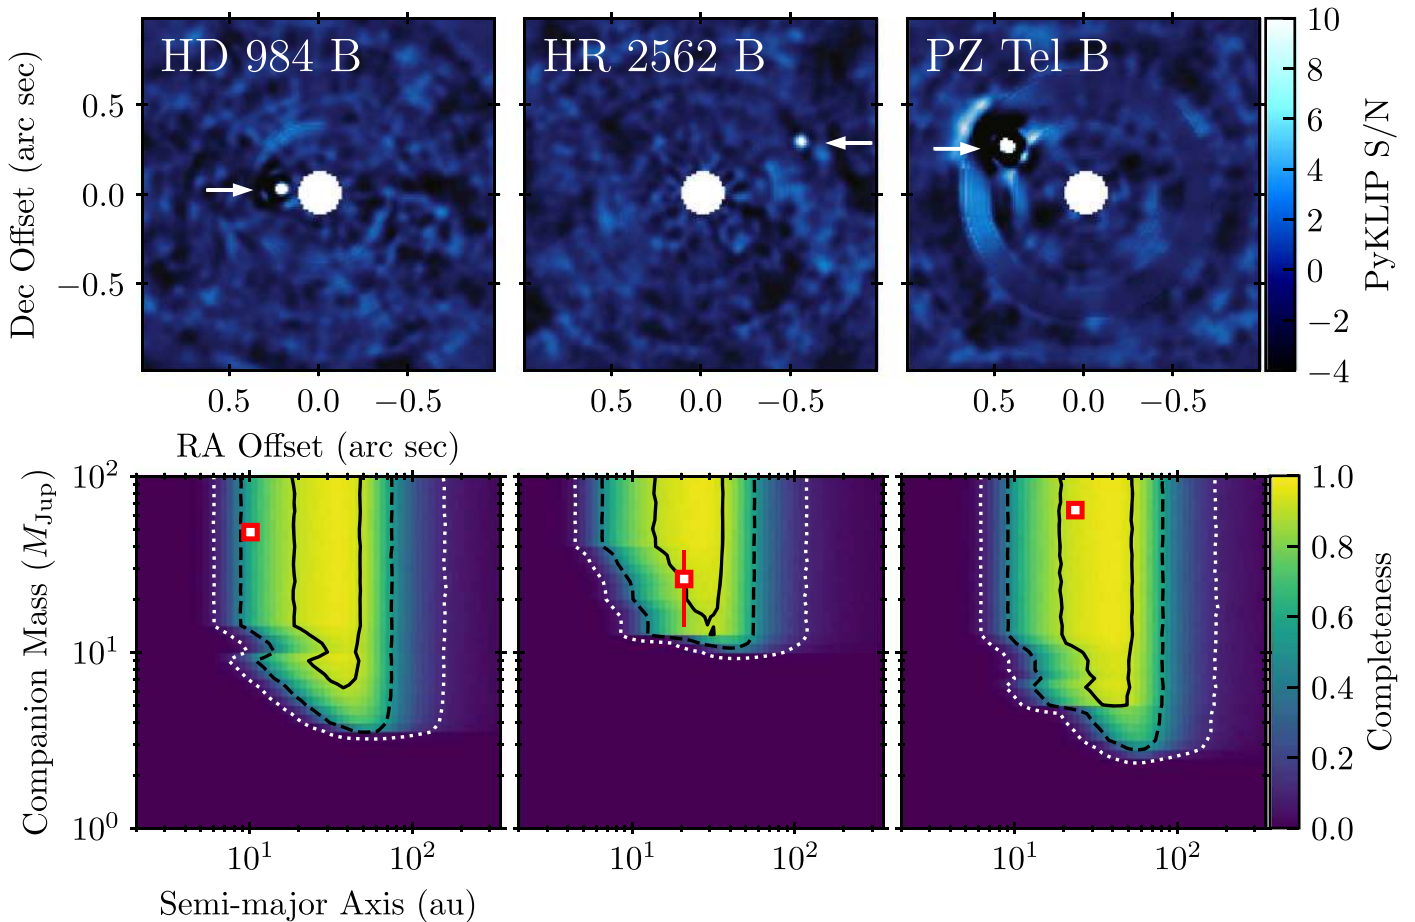 HD 984 B
HR 2562 B
PZ Tel B
Dec Offset (arc sec)
0.5
0.0
−0.5
0.5 0.0 −0.5
0.5 0.0 −0.5
0.5 0.0 −0.5
RA Offset (arc sec)
10
8
6
4
2
0
−2
−4
PyKLIP S/N
Companion Mass (M_Jup)
10²
10¹
10⁰
10¹ 10²
10¹ 10²
10¹ 10²
Semi-major Axis (au)
1.0
0.8
0.6
0.4
0.2
0.0
Completeness